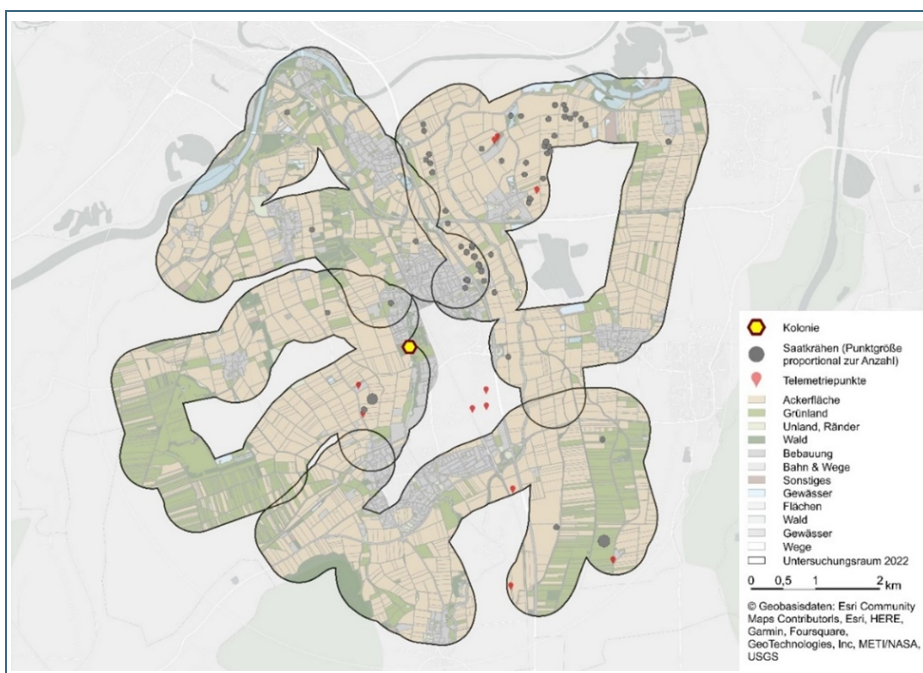 Kolonie
Saatkrähen (Punktgröße
proportional zur Anzahl)
Telemetriepunkte
Ackerfläche
Grünland
Unland, Ränder
Wald
Bebauung
Bahn & Wege
Sonstiges
Gewässer
Flächen
Wald
Gewässer
Wege
Untersuchungsraum 2022
0 0,5 1 2 km
© Geobasisdaten: Esri Community
Maps Contributorls, Esri, HERE,
Garmin, Foursquare,
GeoTechnologies, Inc, METI/NASA,
USGS